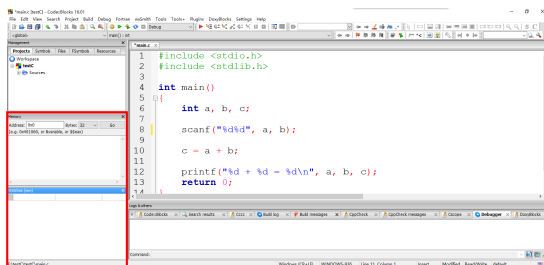 *main.c [testC] - Code::Blocks 16.01
File Edit View Search Project Build Debug Fortran wxSmith Tools Tools+ Plugins DoxyBlocks Settings Help
Debug
<global> main() : int
Management
Projects Symbols Files FSymbols Resources
Workspace
testC
Sources
*main.c
1 #include <stdio.h>
2 #include <stdlib.h>
3
4 int main()
5 {
6 int a, b, c;
7
8 scanf("%d%d", a, b);
9
10 c = a + b;
11
12 printf("%d + %d = %d\n", a, b, c);
13 return 0;
14 }
Memory
Address: 0x0 Bytes: 32 Go
(e.g. 0x401060, or &variable, or $eax)
Watches (new)
Logs & others
Code::Blocks Search results Cccc Build log Build messages CppCheck CppCheck messages Cscope Debugger DoxyBlocks
Command:
Windows (CR+LF) WINDOWS-936 Line 11, Column 1 Insert Modified Read/Write default